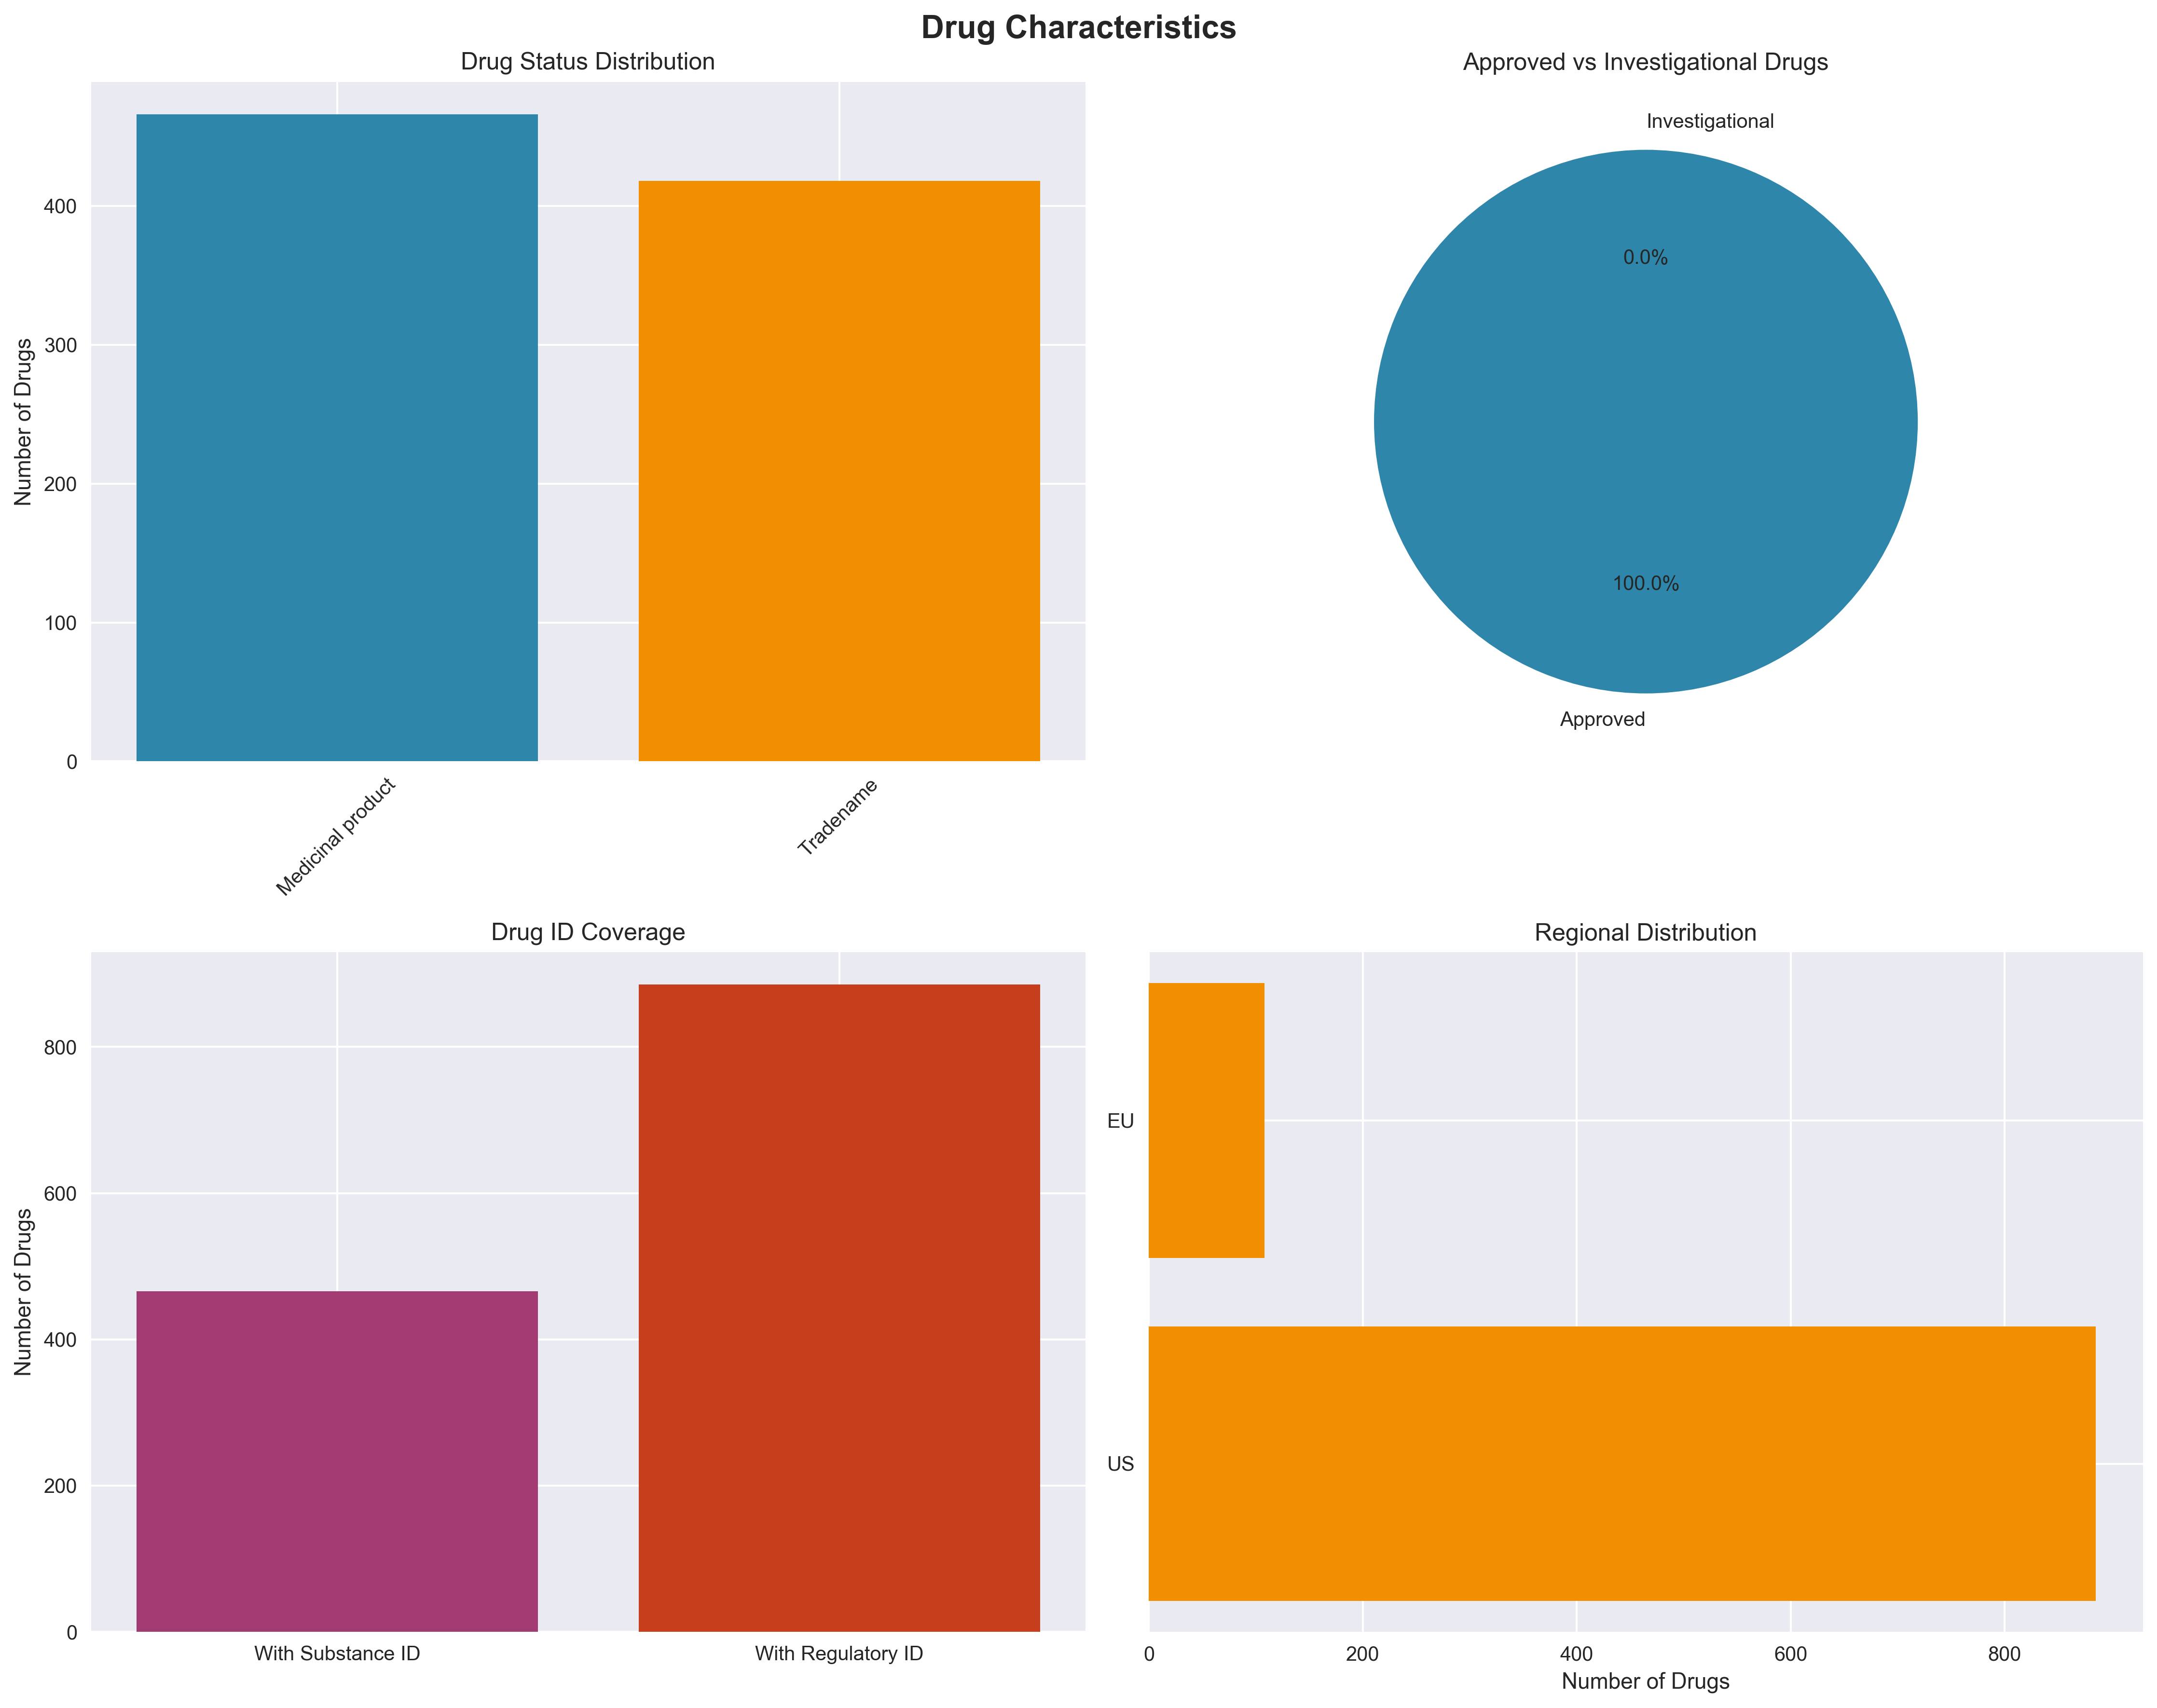 Drug Characteristics
Drug Status Distribution
Number of Drugs
400
300
200
100
0
Medicinal product
Tradename
Approved vs Investigational Drugs
Investigational
0.0%
100.0%
Approved
Drug ID Coverage
Number of Drugs
800
600
400
200
0
With Substance ID
With Regulatory ID
Regional Distribution
EU
US
0
200
400
600
800
Number of Drugs